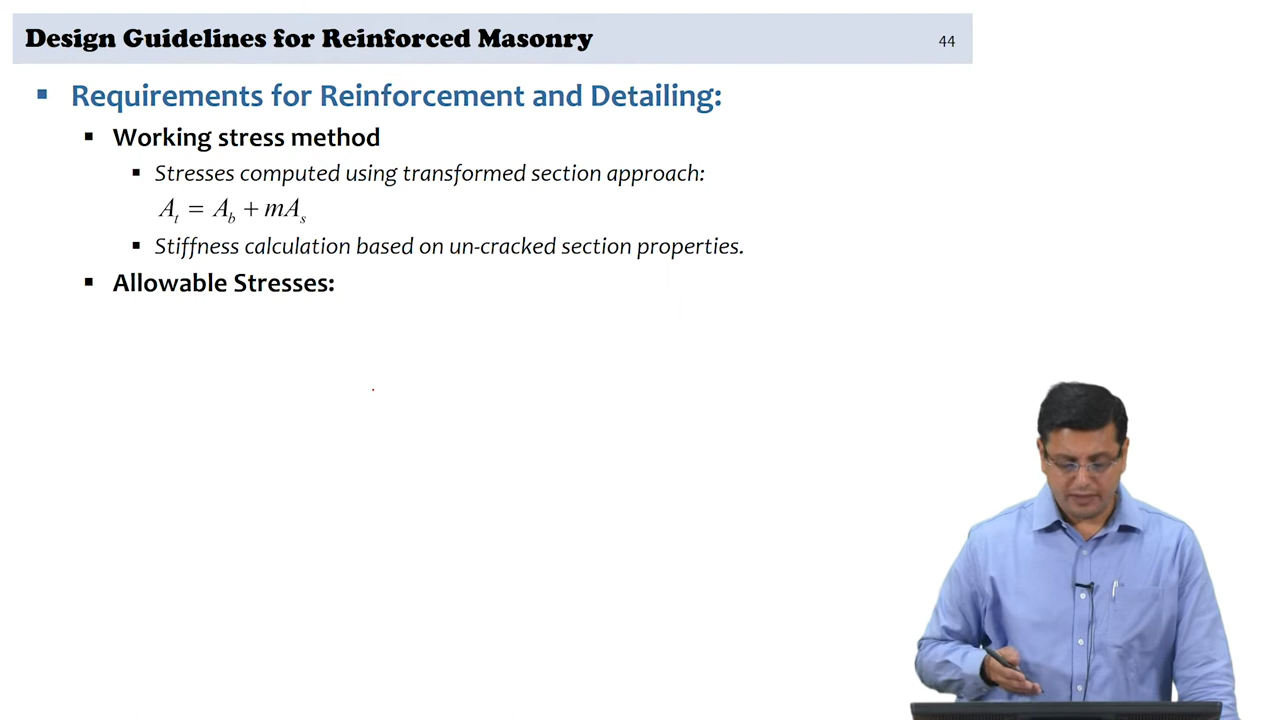 Design Guidelines for Reinforced Masonry
44
▪ Requirements for Reinforcement and Detailing:
▪ Working stress method
▪ Stresses computed using transformed section approach:
A_t = A_b + mA_s
▪ Stiffness calculation based on un-cracked section properties.
▪ Allowable Stresses: